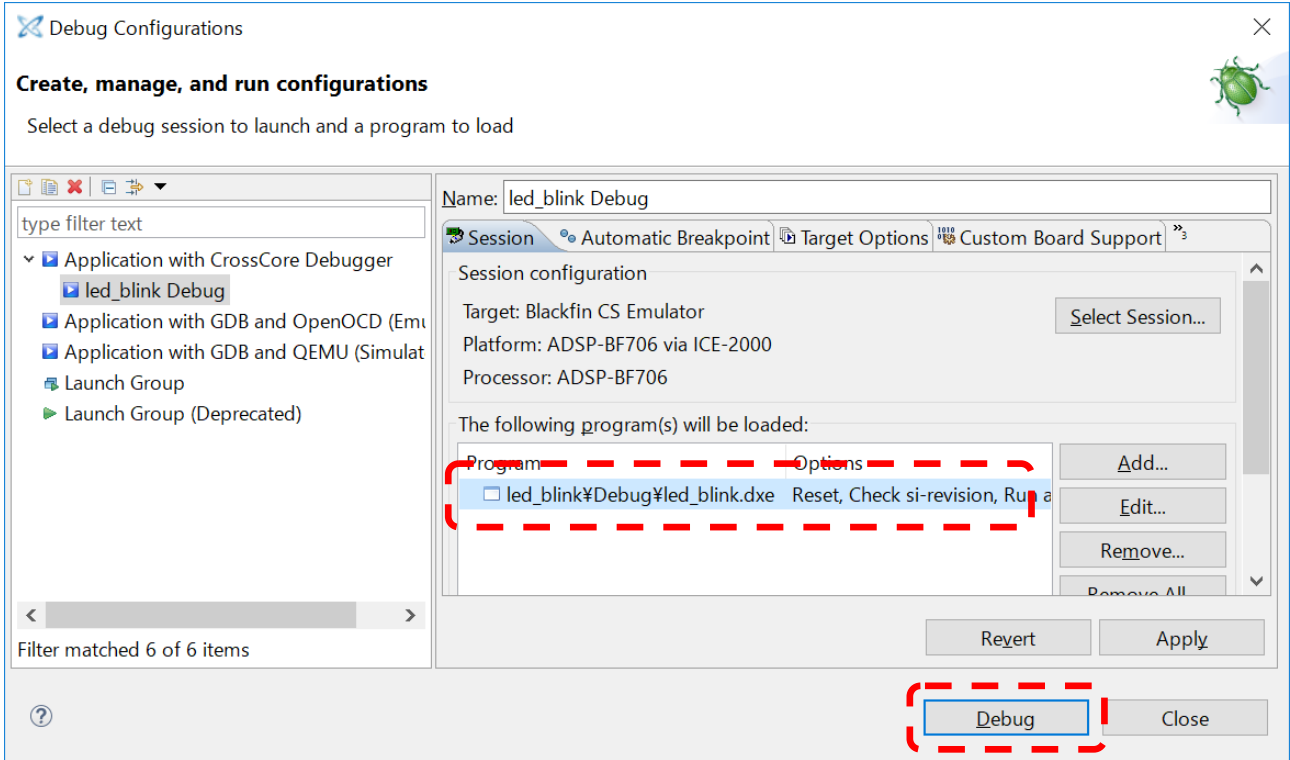 Debug Configurations
Create, manage, and run configurations
Select a debug session to launch and a program to load
type filter text
Application with CrossCore Debugger
led_blink Debug
Application with GDB and OpenOCD (Emu
Application with GDB and QEMU (Simulat
Launch Group
Launch Group (Deprecated)
Filter matched 6 of 6 items
Name: led_blink Debug
Session Automatic Breakpoint Target Options Custom Board Support »3
Session configuration
Target: Blackfin CS Emulator
Select Session...
Platform: ADSP-BF706 via ICE-2000
Processor: ADSP-BF706
The following program(s) will be loaded:
Program Options
led_blink¥Debug¥led_blink.dxe Reset, Check si-revision, Run a
Add...
Edit...
Remove...
Remove All...
Revert Apply
Debug Close